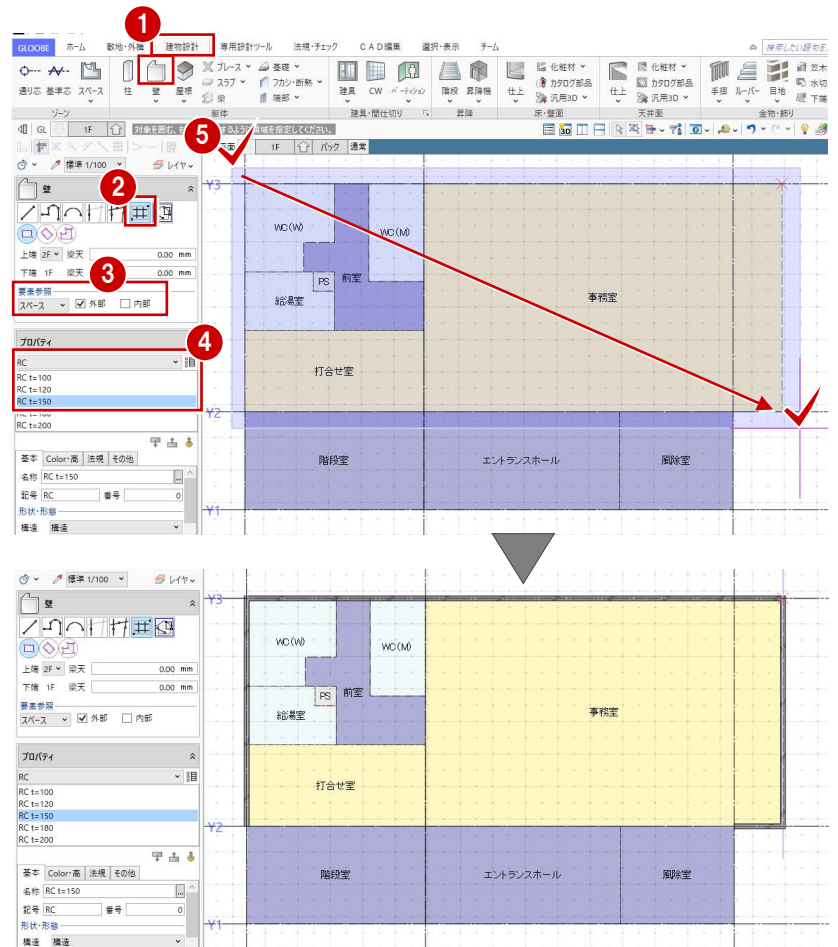 1
GLOOBE ホーム 敷地・外構 建物設計 専用設計ツール 法規・チェック CAD編集 選択・表示 チーム
検索したい語句を
ブレース 基礎 化粧材 化粧材 笠木
スラブ フカシ・断熱 カタログ部品 カタログ部品 水切
梁 端部 汎用3D 汎用3D 下端
通り芯 基準芯 スペース 柱 壁 屋根 建具 CW パーティション 階段 昇降機 仕上 仕上 手摺 ルーバー 目地
ゾーン 躯体 建具・間仕切り 昇降 床・壁面 天井面 金物・飾り
GL 1F 対象を囲む、も するように 域を指定してください。
5
1F バック 通常
標準 1/100 レイヤ
壁
2
上端 2F 梁天 0.00 mm
下端 1F 梁天 0.00 mm
3
要素参照
スペース 外部 内部
プロパティ
4
RC
RC t=100
RC t=120
RC t=150
RC t=200
基本 Color・高 法規 その他
名称 RC t=150 ...
記号 RC 番号 0
形状・形態
構造 構造
Y3
WC(W) WC(M)
PS 前室
給湯室 事務室
打合せ室
Y2
階段室 エントランスホール 風除室
Y1
標準 1/100 レイヤ
壁
上端 2F 梁天 0.00 mm
下端 1F 梁天 0.00 mm
要素参照
スペース 外部 内部
プロパティ
RC
RC t=100
RC t=120
RC t=150
RC t=180
RC t=200
基本 Color・高 法規 その他
名称 RC t=150 ...
記号 RC 番号 0
形状・形態
構造 構造
Y3
WC(W) WC(M)
PS 前室
給湯室 事務室
打合せ室
Y2
階段室 エントランスホール 風除室
Y1